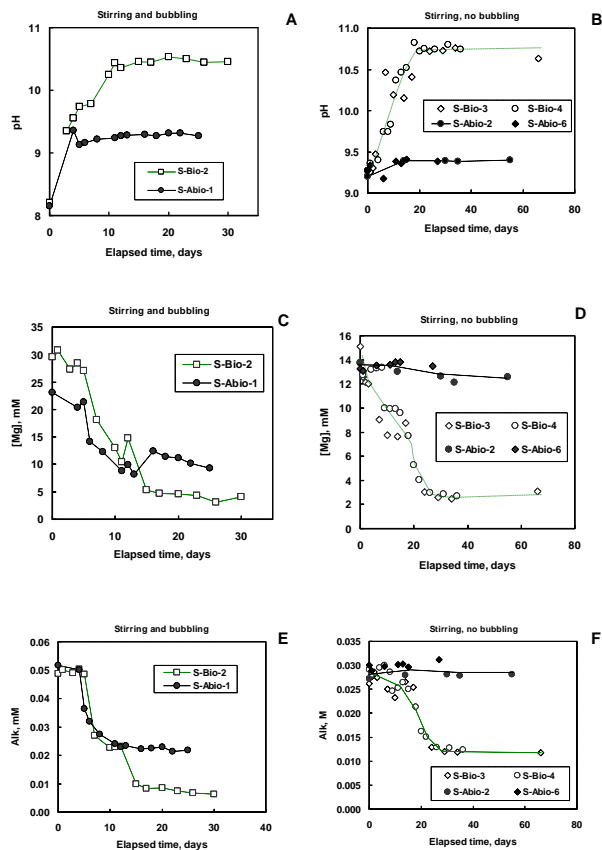 A
Stirring and bubbling
11
10
9
8
pH
S-Bio-2
S-Abio-1
0
10
20
30
Elapsed time, days
B
Stirring, no bubbling
11.0
10.6
10.2
9.8
9.4
9.0
pH
S-Bio-3 S-Bio-4
S-Abio-2 S-Abio-6
0
20
40
60
80
Elapsed time, days
C
Stirring and bubbling
35
30
25
20
15
10
5
0
[Mg], mM
S-Bio-2
S-Abio-1
0
10
20
30
Elapsed time, days
D
Stirring, no bubbling
16
14
12
10
8
6
4
2
0
[Mg], mM
S-Bio-3 S-Bio-4
S-Abio-2 S-Abio-6
0
20
40
60
80
Elapsed time, days
E
Stirring and bubbling
0.06
0.05
0.04
0.03
0.02
0.01
0.00
Alk, mM
S-Bio-2
S-Abio-1
0
10
20
30
40
Elapsed time, days
F
Stirring, no bubbling
0.035
0.030
0.025
0.020
0.015
0.010
0.005
0.000
Alk, M
S-Bio-3 S-Bio-4
S-Abio-2 S-Abio-6
0
20
40
60
80
Elapsed time, days